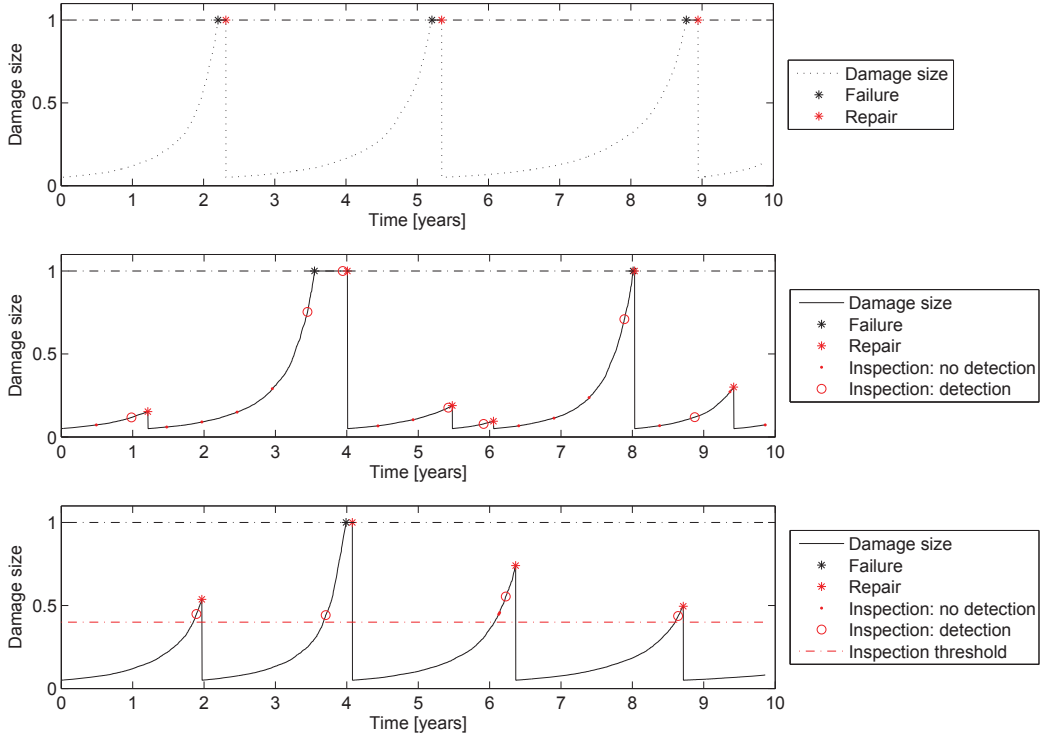 1
0.5
0
Damage size
0 1 2 3 4 5 6 7 8 9 10
Time [years]
Damage size
Failure
Repair
1
0.5
0
Damage size
0 1 2 3 4 5 6 7 8 9 10
Time [years]
Damage size
Failure
Repair
Inspection: no detection
Inspection: detection
1
0.5
0
Damage size
0 1 2 3 4 5 6 7 8 9 10
Time [years]
Damage size
Failure
Repair
Inspection: no detection
Inspection: detection
Inspection threshold